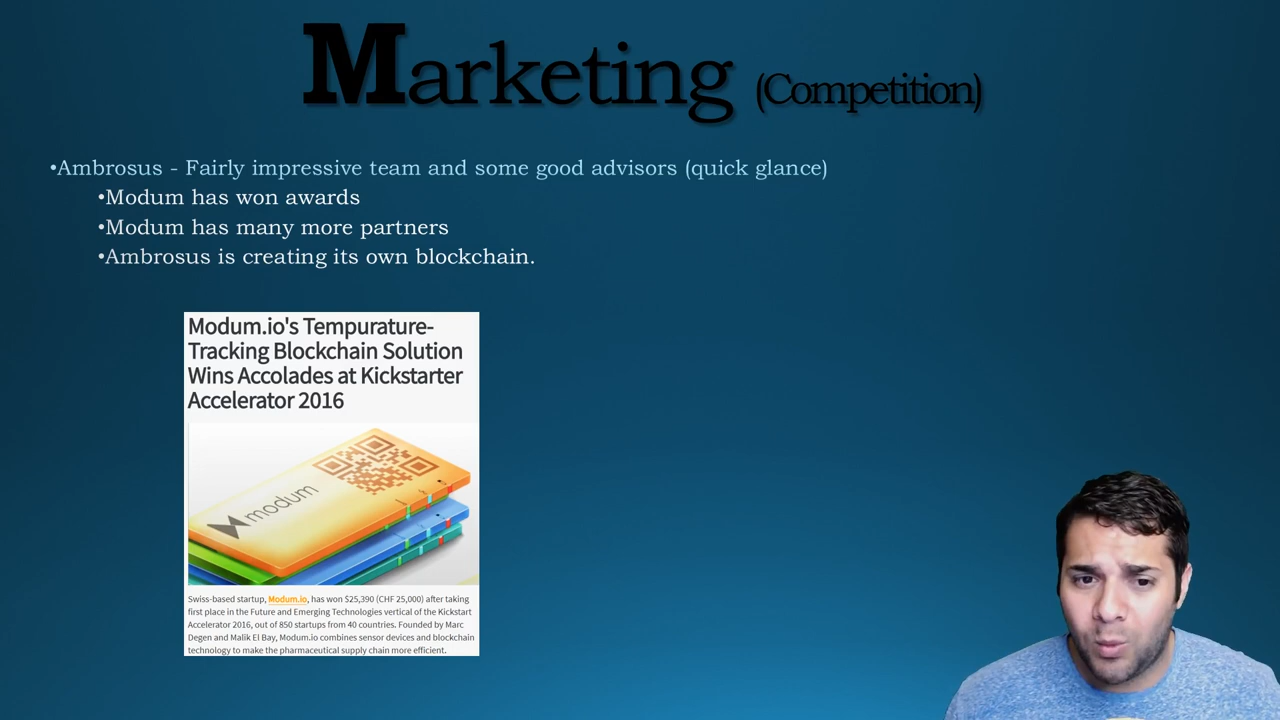 Marketing (Competition)
•Ambrosus - Fairly impressive team and some good advisors (quick glance)
•Modum has won awards
•Modum has many more partners
•Ambrosus is creating its own blockchain.
Modum.io's Tempurature-
Tracking Blockchain Solution
Wins Accolades at Kickstarter
Accelerator 2016
modum
Swiss-based startup, Modum.io, has won $25,390 (CHF 25,000) after taking
first place in the Future and Emerging Technologies vertical of the Kickstart
Accelerator 2016, out of 850 startups from 40 countries. Founded by Marc
Degen and Malik El Bay, Modum.io combines sensor devices and blockchain
technology to make the pharmaceutical supply chain more efficient.